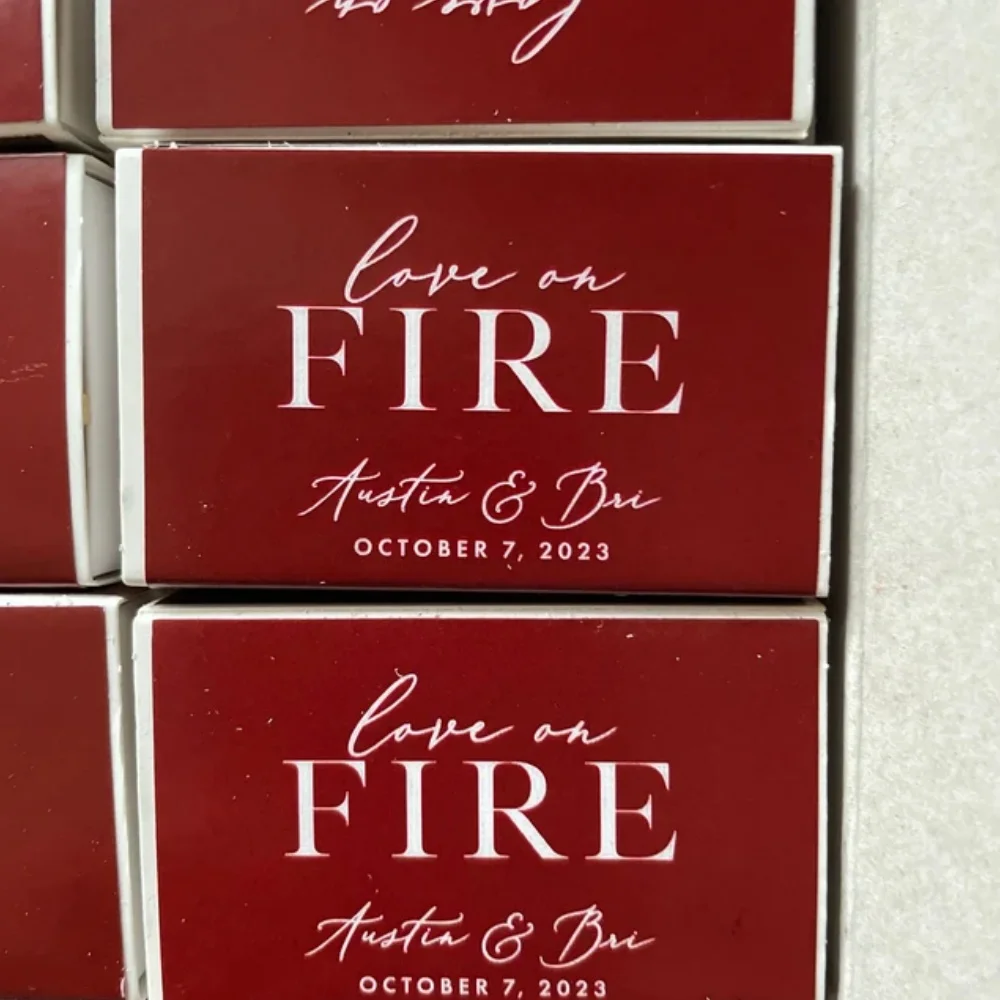 love on
FIRE
Austin & Bri
OCTOBER 7, 2023
love on
FIRE
Austin & Bri
OCTOBER 7, 2023